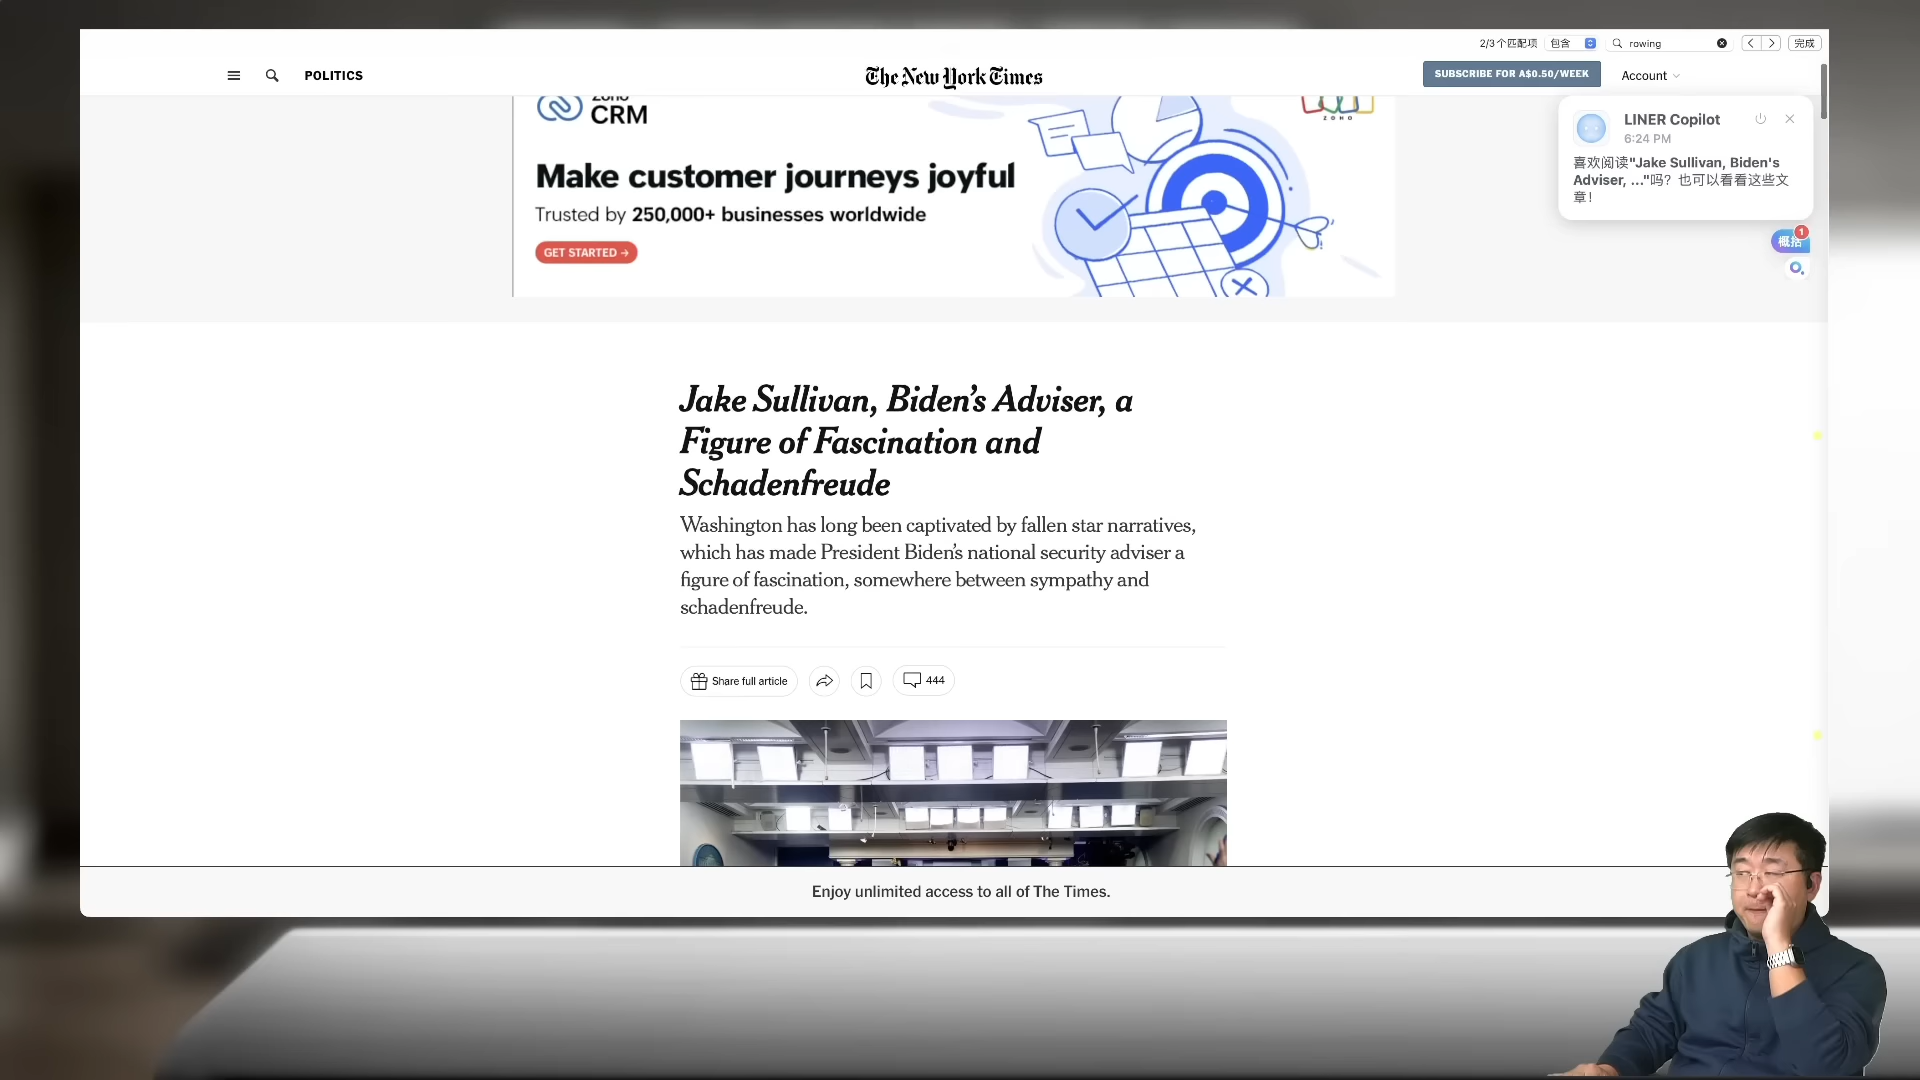 2/3个匹配项 包含 rowing 完成
POLITICS
The New York Times
SUBSCRIBE FOR A$0.50/WEEK
Account
CRM
ZOHO
Make customer journeys joyful
Trusted by 250,000+ businesses worldwide
GET STARTED →
LINER Copilot
6:24 PM
喜欢阅读"Jake Sullivan, Biden's
Adviser, ..."吗？也可以看看这些文
章！
1
概括
Jake Sullivan, Biden's Adviser, a
Figure of Fascination and
Schadenfreude
Washington has long been captivated by fallen star narratives,
which has made President Biden's national security adviser a
figure of fascination, somewhere between sympathy and
schadenfreude.
Share full article
444
Enjoy unlimited access to all of The Times.